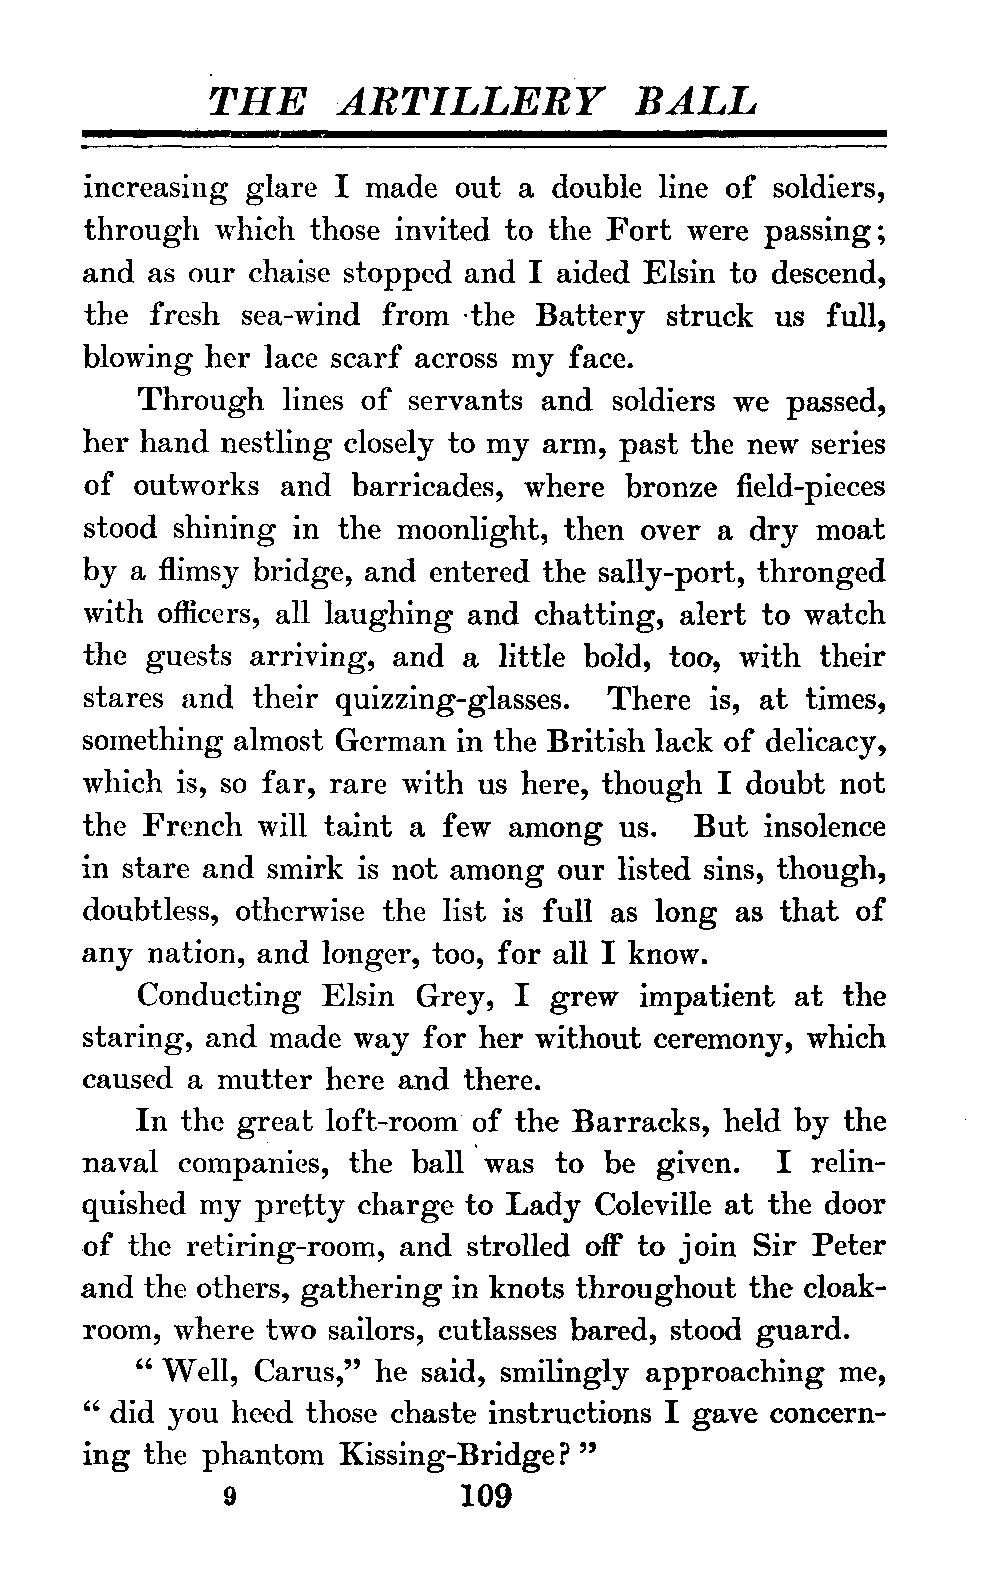 THE ARTILLERY BALL
increasing glare I made out a double line of soldiers,
through which those invited to the Fort were passing;
and as our chaise stopped and I aided Elsin to descend,
the fresh sea-wind from the Battery struck us full,
blowing her lace scarf across my face.
Through lines of servants and soldiers we passed,
her hand nestling closely to my arm, past the new series
of outworks and barricades, where bronze field-pieces
stood shining in the moonlight, then over a dry moat
by a flimsy bridge, and entered the sally-port, thronged
with officers, all laughing and chatting, alert to watch
the guests arriving, and a little bold, too, with their
stares and their quizzing-glasses. There is, at times,
something almost German in the British lack of delicacy,
which is, so far, rare with us here, though I doubt not
the French will taint a few among us. But insolence
in stare and smirk is not among our listed sins, though,
doubtless, otherwise the list is full as long as that of
any nation, and longer, too, for all I know.
Conducting Elsin Grey, I grew impatient at the
staring, and made way for her without ceremony, which
caused a mutter here and there.
In the great loft-room of the Barracks, held by the
naval companies, the ball was to be given. I relin-
quished my pretty charge to Lady Coleville at the door
of the retiring-room, and strolled off to join Sir Peter
and the others, gathering in knots throughout the cloak-
room, where two sailors, cutlasses bared, stood guard.
“ Well, Carus,” he said, smilingly approaching me,
“ did you heed those chaste instructions I gave concern-
ing the phantom Kissing-Bridge? ”
9 109